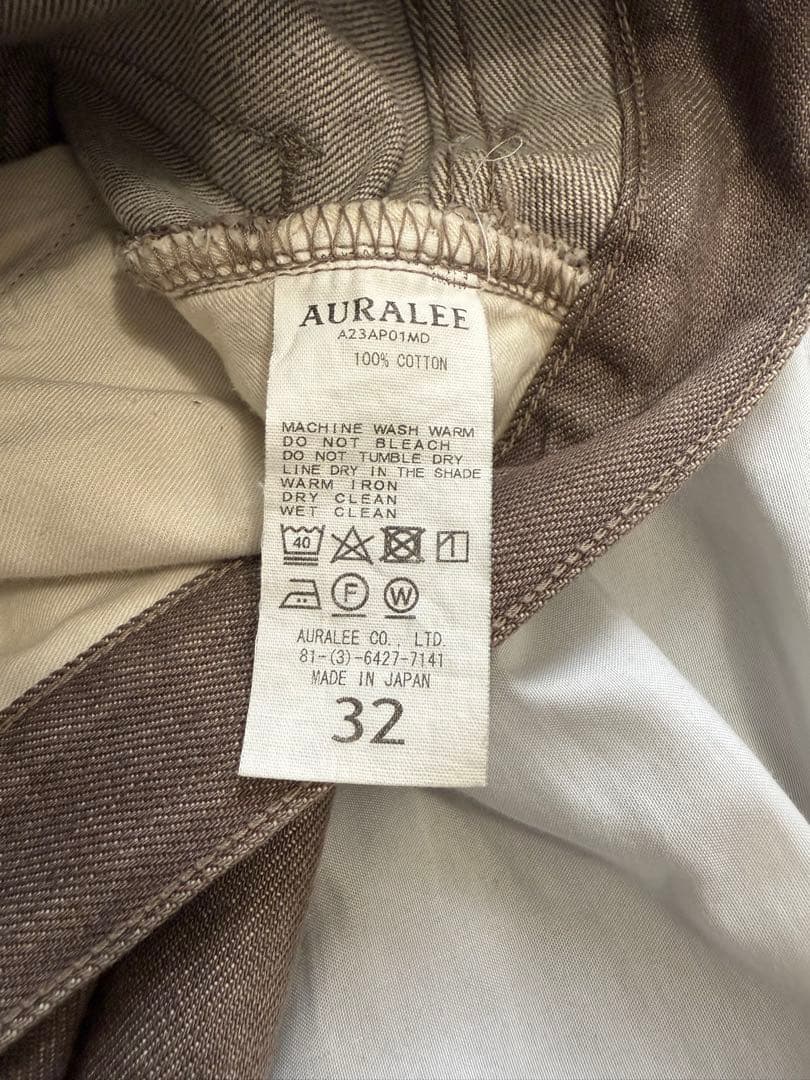 AURALEE
A23AP01MD
100% COTTON
MACHINE WASH WARM
DO NOT BLEACH
DO NOT TUMBLE DRY
LINE DRY IN THE SHADE
WARM IRON
DRY CLEAN
WET CLEAN
40
F W
AURALEE CO., LTD.
81-(3)-6427-7141
MADE IN JAPAN
32